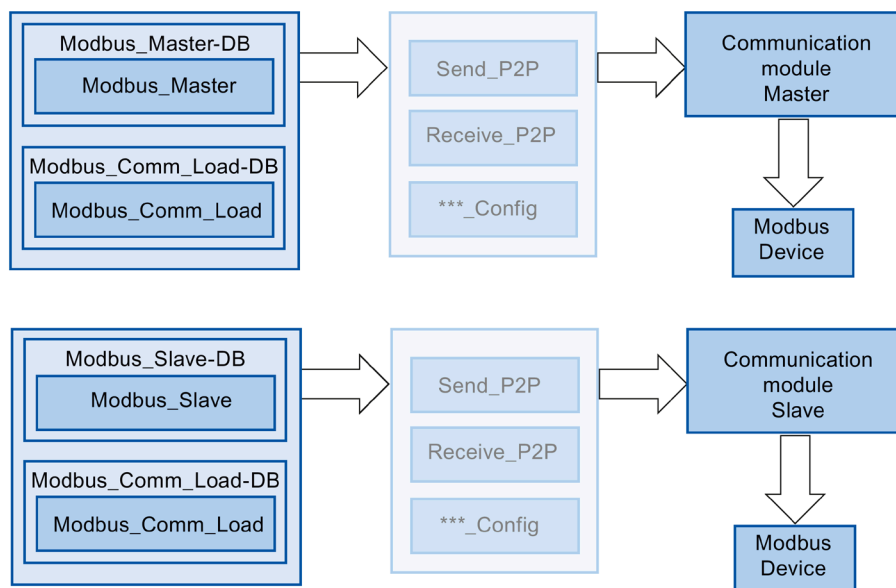 Modbus_Master-DB
Modbus_Master
Modbus_Comm_Load-DB
Modbus_Comm_Load
Send_P2P
Receive_P2P
***_Config
Communication
module
Master
Modbus
Device
Modbus_Slave-DB
Modbus_Slave
Modbus_Comm_Load-DB
Modbus_Comm_Load
Send_P2P
Receive_P2P
***_Config
Communication
module
Slave
Modbus
Device